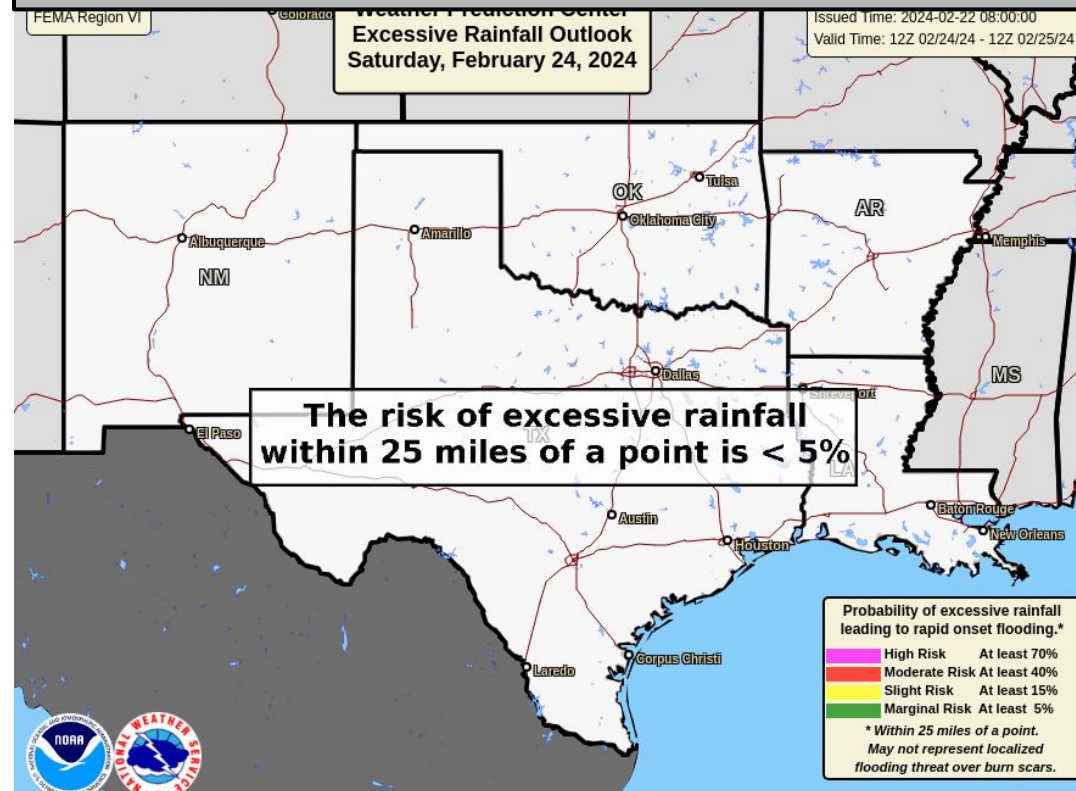 FEMA Region VI
Colorado
Weather Prediction Center
Excessive Rainfall Outlook
Saturday, February 24, 2024
Issued Time: 2024-02-22 08:00:00
Valid Time: 12Z 02/24/24 - 12Z 02/25/24
OK
Tulsa
Oklahoma City
AR
Amarillo
Albuquerque
Memphis
NM
Dallas
MS
Shreveport
The risk of excessive rainfall
within 25 miles of a point is < 5%
El Paso
TX
LA
Austin
Baton Rouge
Houston
New Orleans
Laredo
Corpus Christi
Probability of excessive rainfall
leading to rapid onset flooding.*
High Risk At least 70%
Moderate Risk At least 40%
Slight Risk At least 15%
Marginal Risk At least 5%
* Within 25 miles of a point.
May not represent localized
flooding threat over burn scars.
NOAA
NATIONAL WEATHER SERVICE